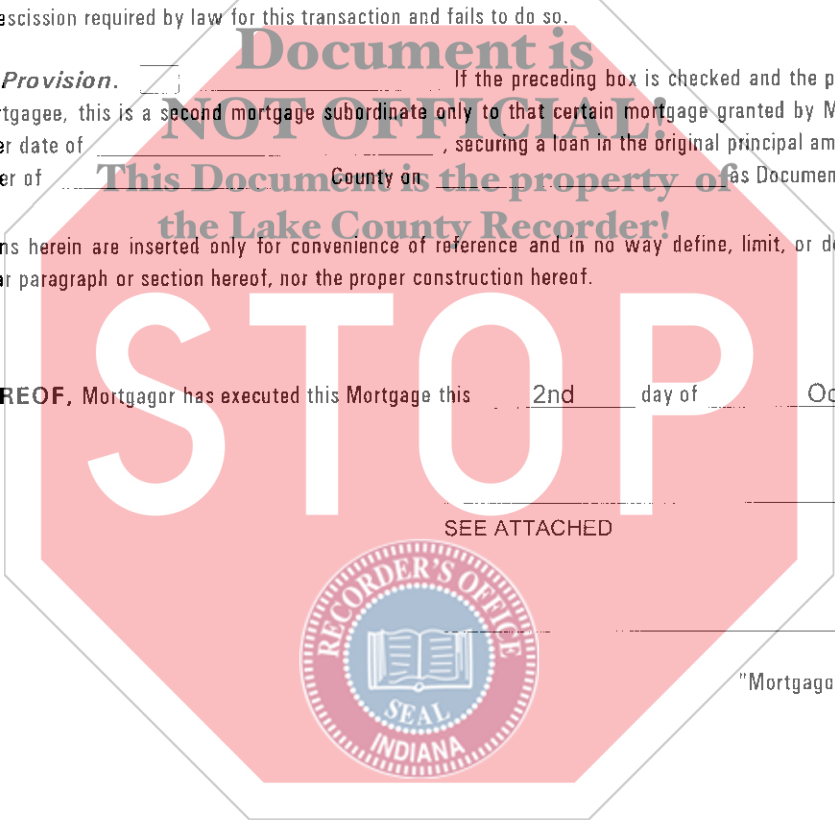 escission required by law for this transaction and fails to do so.
Document is
Provision. If the preceding box is checked and the p
rtgagee, this is a second mortgage subordinate only to that certain mortgage granted by M
NOT OFFICIAL!
er date of , securing a loan in the original principal am
er of County on as Documen
This Document is the property of
the Lake County Recorder!
ns herein are inserted only for convenience of reference and in no way define, limit, or de
ar paragraph or section hereof, nor the proper construction hereof.
STOP
REOF, Mortgagor has executed this Mortgage this 2nd day of Oc
SEE ATTACHED
RECORDER'S OFFICE
SEAL
INDIANA
"Mortgago